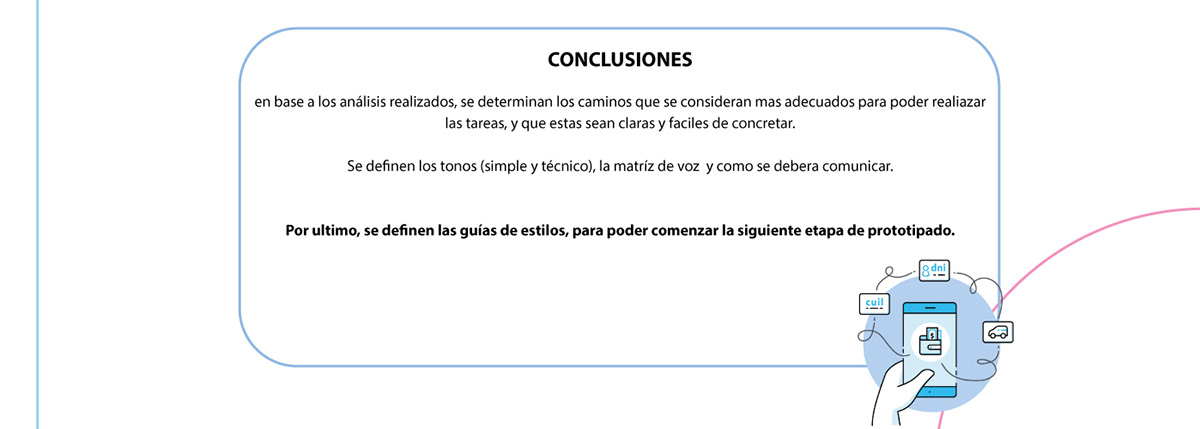 CONCLUSIONES
en base a los análisis realizados, se determinan los caminos que se consideran mas adecuados para poder realiazar
las tareas, y que estas sean claras y faciles de concretar.
Se definen los tonos (simple y técnico), la matríz de voz  y como se debera comunicar.
Por ultimo, se definen las guías de estilos, para poder comenzar la siguiente etapa de prototipado.
dni
cuil
$